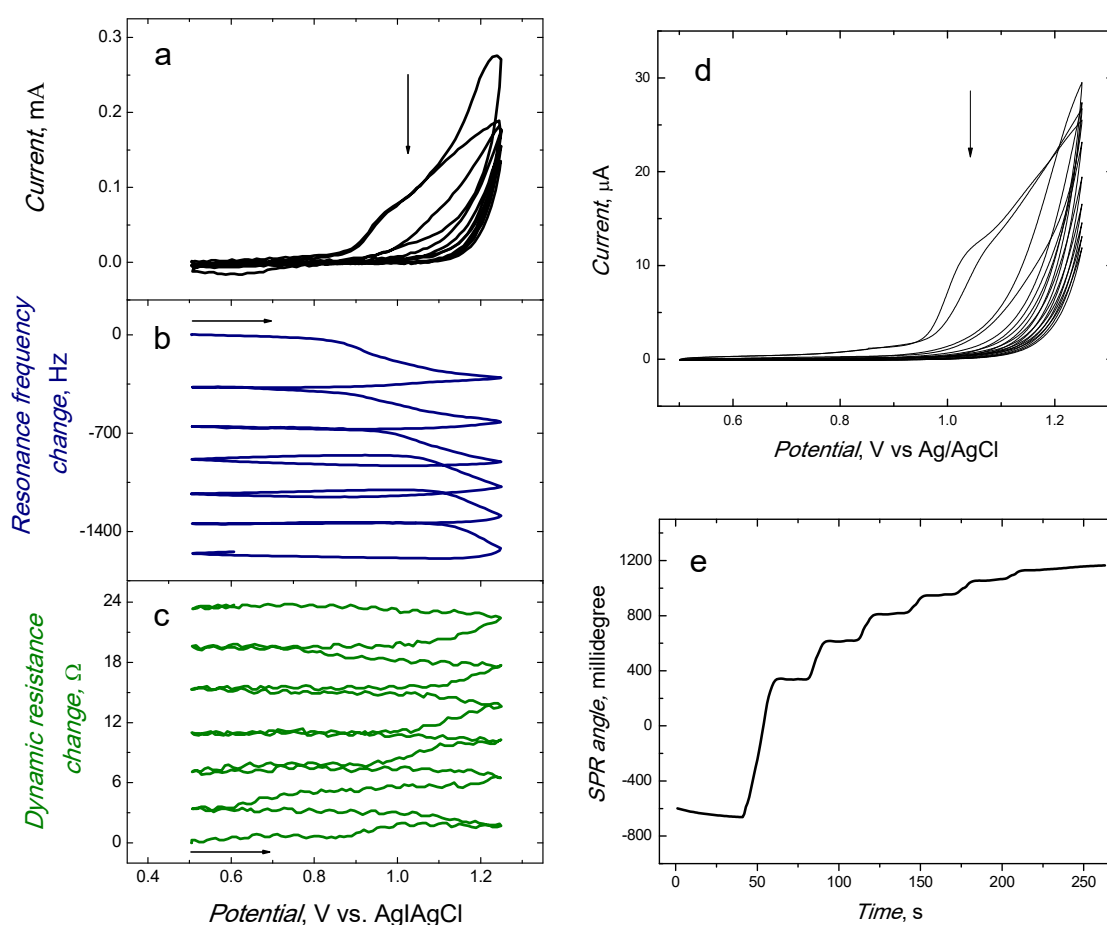 a
Current, mA
0.3
0.2
0.1
0.0
b
Resonance frequency
change, Hz
0
-700
-1400
c
Dynamic resistance
change, Ω
24
18
12
6
0
0.4 0.6 0.8 1.0 1.2
Potential, V vs. Ag|AgCl
d
Current, μA
30
20
10
0
0.6 0.8 1.0 1.2
Potential, V vs Ag/AgCl
e
SPR angle, millidegree
1200
800
400
0
-400
-800
0 50 100 150 200 250
Time, s